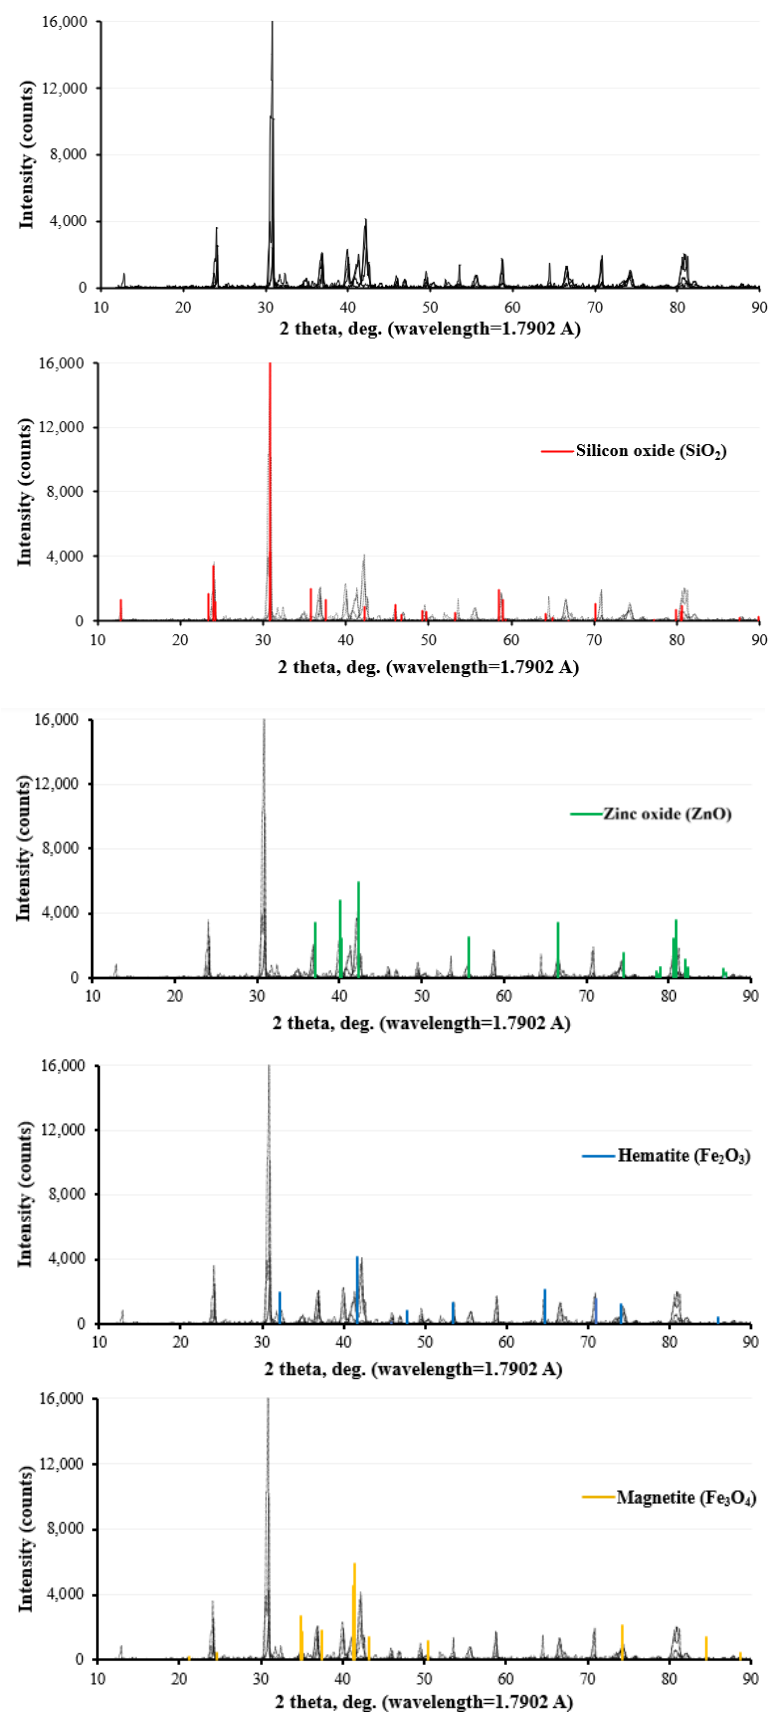 16,000
12,000
8,000
4,000
0
Intensity (counts)
10 20 30 40 50 60 70 80 90
2 theta, deg. (wavelength=1.7902 A)
16,000
12,000
8,000
4,000
0
Intensity (counts)
Silicon oxide (SiO₂)
10 20 30 40 50 60 70 80 90
2 theta, deg. (wavelength=1.7902 A)
16,000
12,000
8,000
4,000
0
Intensity (counts)
Zinc oxide (ZnO)
10 20 30 40 50 60 70 80 90
2 theta, deg. (wavelength=1.7902 A)
16,000
12,000
8,000
4,000
0
Intensity (counts)
Hematite (Fe₂O₃)
10 20 30 40 50 60 70 80 90
2 theta, deg. (wavelength=1.7902 A)
16,000
12,000
8,000
4,000
0
Intensity (counts)
Magnetite (Fe₃O₄)
10 20 30 40 50 60 70 80 90
2 theta, deg. (wavelength=1.7902 A)